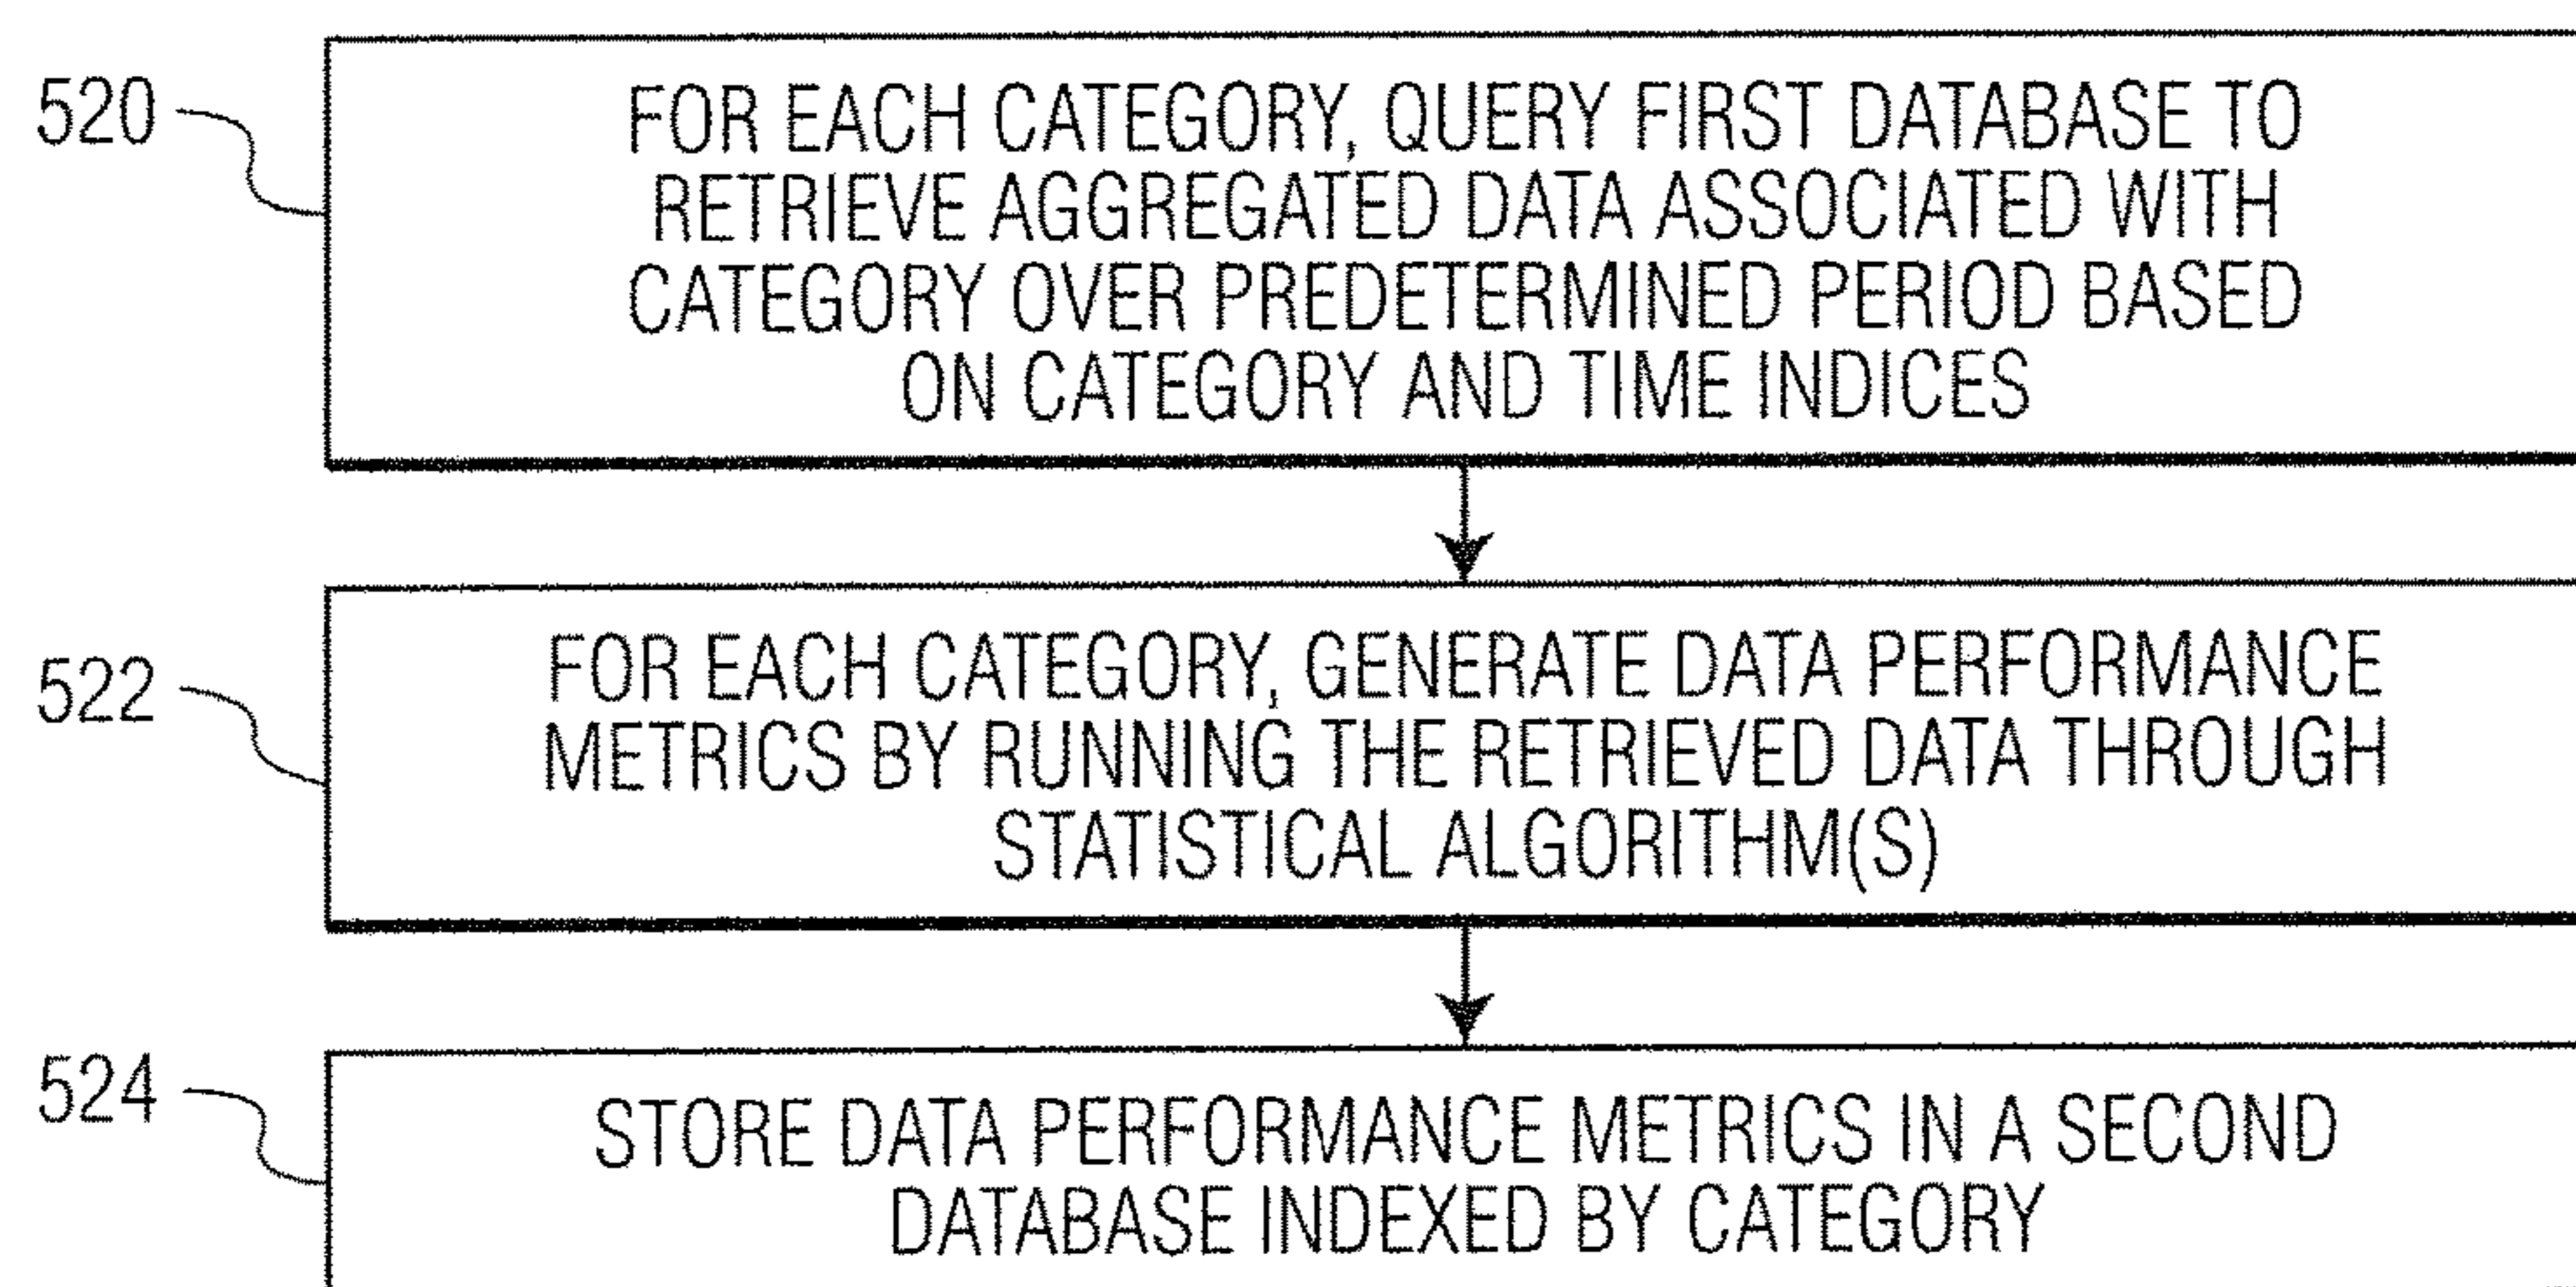 520
FOR EACH CATEGORY, QUERY FIRST DATABASE TO
RETRIEVE AGGREGATED DATA ASSOCIATED WITH
CATEGORY OVER PREDETERMINED PERIOD BASED
ON CATEGORY AND TIME INDICES
522
FOR EACH CATEGORY, GENERATE DATA PERFORMANCE
METRICS BY RUNNING THE RETRIEVED DATA THROUGH
STATISTICAL ALGORITHM(S)
524
STORE DATA PERFORMANCE METRICS IN A SECOND
DATABASE INDEXED BY CATEGORY